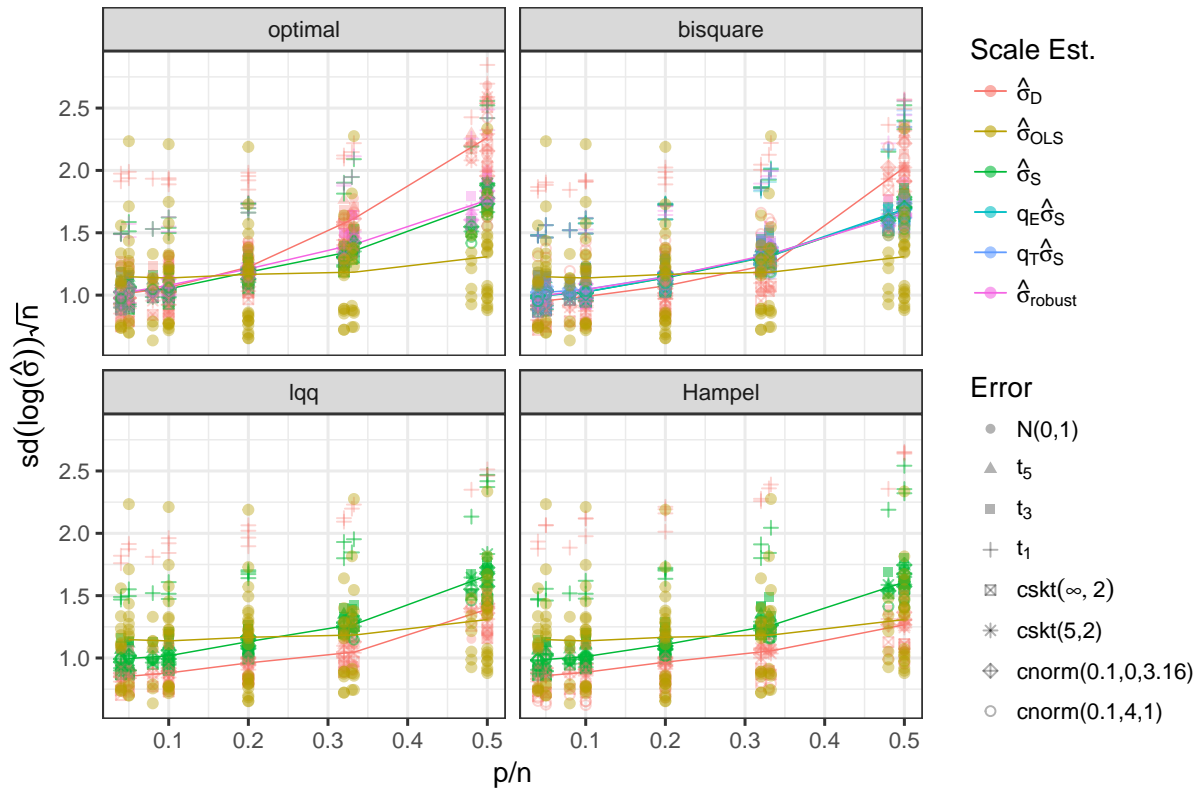 optimal
bisquare
lqq
Hampel
sd(log(σ̂))√n
2.5
2.0
1.5
1.0
2.5
2.0
1.5
1.0
0.1 0.2 0.3 0.4 0.5
0.1 0.2 0.3 0.4 0.5
p/n
Scale Est.
σ̂D
σ̂OLS
σ̂S
qEσ̂S
qTσ̂S
σ̂robust
Error
N(0,1)
t5
t3
t1
cskt(∞, 2)
cskt(5,2)
cnorm(0.1,0,3.16)
cnorm(0.1,4,1)